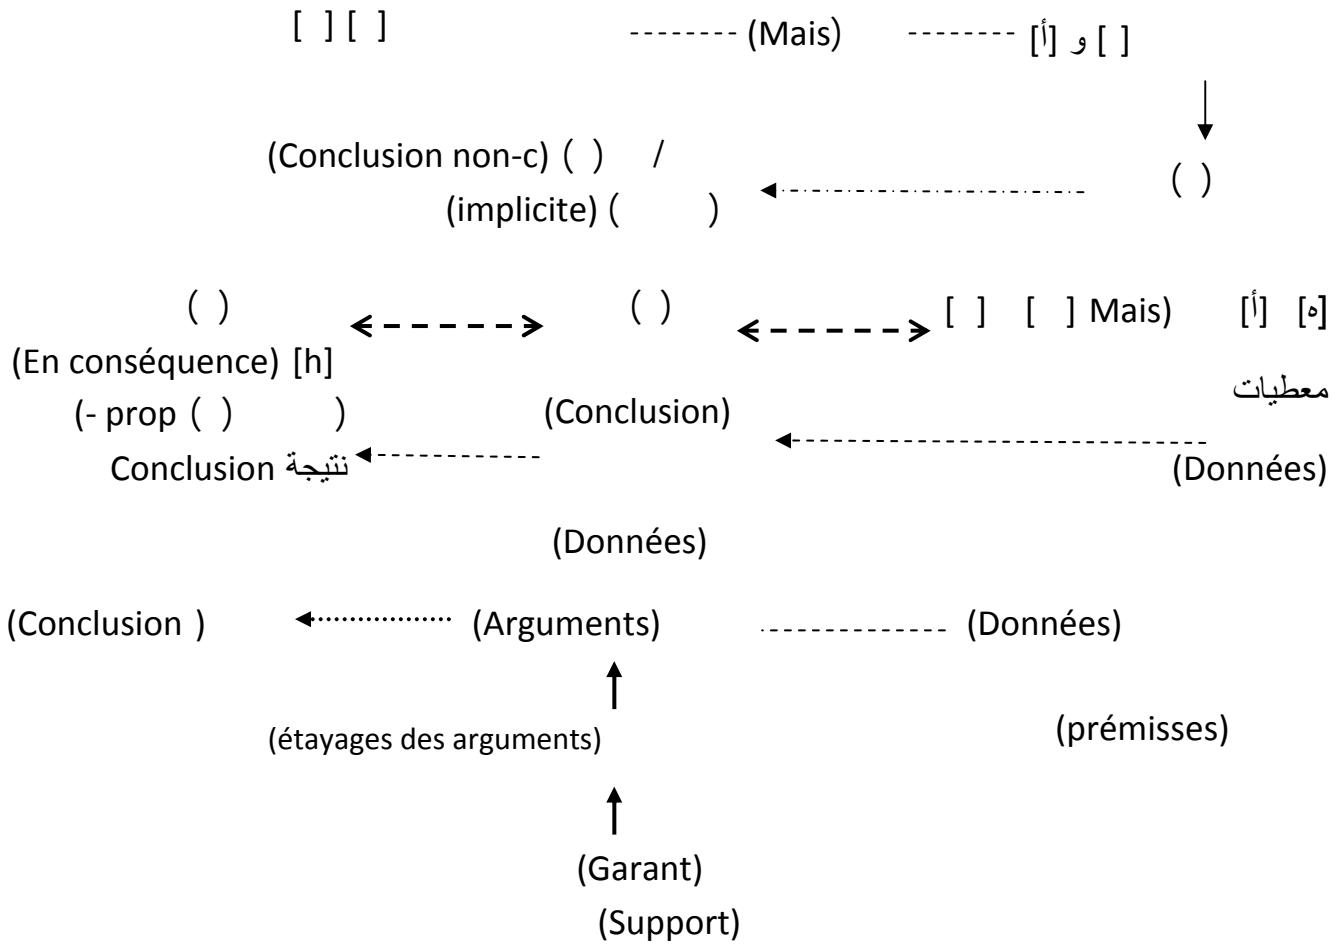 [ ] [ ] -------- (Mais) -------- [أ] و [ ]
(Conclusion non-c) ( ) /
( )
(implicite) ( )
( ) ( ) [ ] [ ] Mais) [أ] [ه]
(En conséquence) [h]
معطيات
(- prop ( ) )
(Conclusion)
نتيجة Conclusion
(Données)
(Données)
(Conclusion ) (Arguments) (Données)
(étayages des arguments)
(prémisses)
(Garant)
(Support)